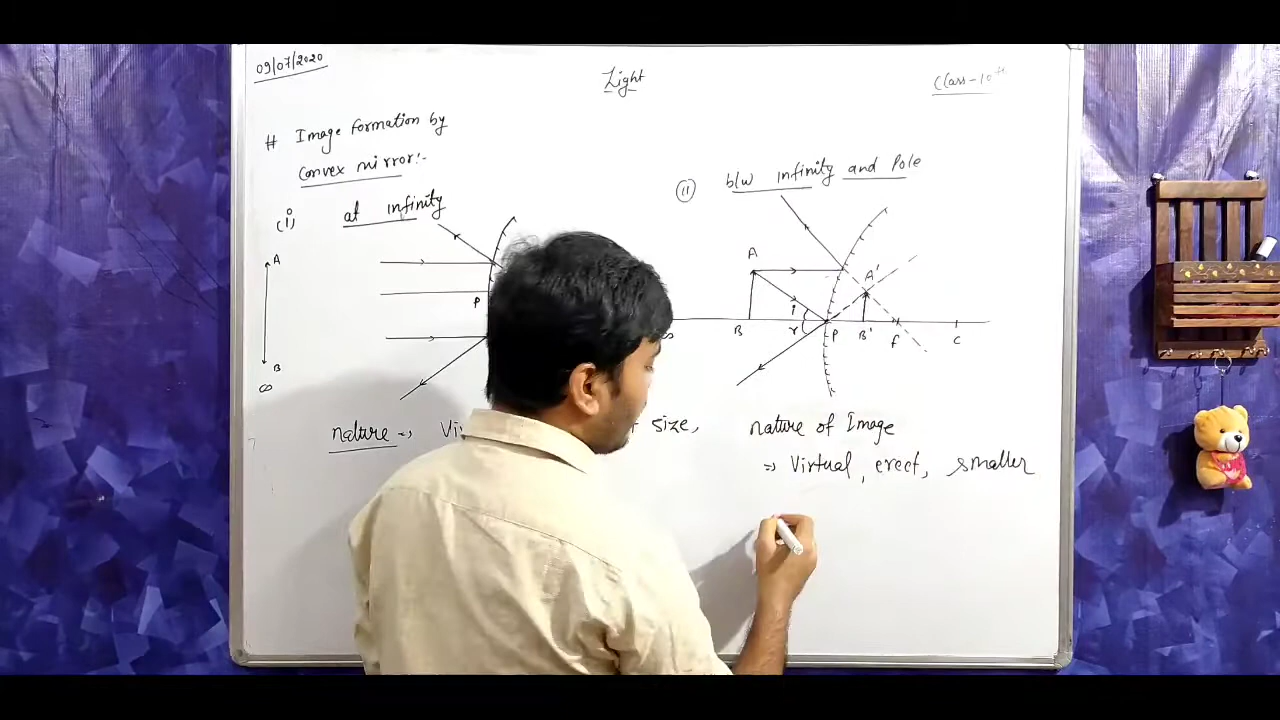 09/07/2020
Light
Class-10th
# Image formation by
Convex mirror:-
(i) at infinity
A
B
∞
P
nature =>
size,
(ii) b/w infinity and Pole
A
A'
i
r
B
P
B'
f
C
nature of Image
=> Virtual, erect, smaller